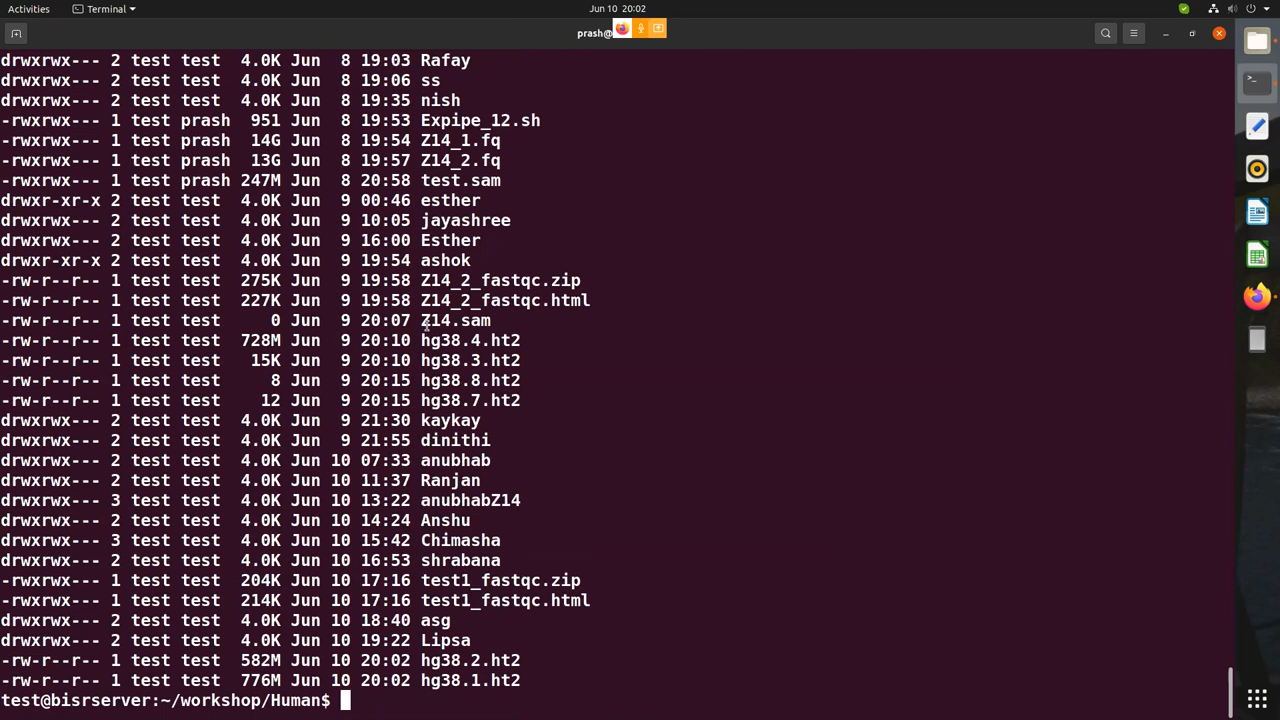 Activities Terminal Jun 10 20:02
prash@
drwxrwx--- 2 test test 4.0K Jun 8 19:03 Rafay
drwxrwx--- 2 test test 4.0K Jun 8 19:06 ss
drwxrwx--- 2 test test 4.0K Jun 8 19:35 nish
-rwxrwx--- 1 test prash 951 Jun 8 19:53 Expipe_12.sh
-rwxrwx--- 1 test prash 14G Jun 8 19:54 Z14_1.fq
-rwxrwx--- 1 test prash 13G Jun 8 19:57 Z14_2.fq
-rwxrwx--- 1 test prash 247M Jun 8 20:58 test.sam
drwxr-xr-x 2 test test 4.0K Jun 9 00:46 esther
drwxrwx--- 2 test test 4.0K Jun 9 10:05 jayashree
drwxrwx--- 2 test test 4.0K Jun 9 16:00 Esther
drwxr-xr-x 2 test test 4.0K Jun 9 19:54 ashok
-rw-r--r-- 1 test test 275K Jun 9 19:58 Z14_2_fastqc.zip
-rw-r--r-- 1 test test 227K Jun 9 19:58 Z14_2_fastqc.html
-rw-r--r-- 1 test test 0 Jun 9 20:07 Z14.sam
-rw-r--r-- 1 test test 728M Jun 9 20:10 hg38.4.ht2
-rw-r--r-- 1 test test 15K Jun 9 20:10 hg38.3.ht2
-rw-r--r-- 1 test test 8 Jun 9 20:15 hg38.8.ht2
-rw-r--r-- 1 test test 12 Jun 9 20:15 hg38.7.ht2
drwxrwx--- 2 test test 4.0K Jun 9 21:30 kaykay
drwxrwx--- 2 test test 4.0K Jun 9 21:55 dinithi
drwxrwx--- 2 test test 4.0K Jun 10 07:33 anubhab
drwxrwx--- 2 test test 4.0K Jun 10 11:37 Ranjan
drwxrwx--- 3 test test 4.0K Jun 10 13:22 anubhabZ14
drwxrwx--- 2 test test 4.0K Jun 10 14:24 Anshu
drwxrwx--- 3 test test 4.0K Jun 10 15:42 Chimasha
drwxrwx--- 2 test test 4.0K Jun 10 16:53 shrabana
-rwxrwx--- 1 test test 204K Jun 10 17:16 test1_fastqc.zip
-rwxrwx--- 1 test test 214K Jun 10 17:16 test1_fastqc.html
drwxrwx--- 2 test test 4.0K Jun 10 18:40 asg
drwxrwx--- 2 test test 4.0K Jun 10 19:22 Lipsa
-rw-r--r-- 1 test test 582M Jun 10 20:02 hg38.2.ht2
-rw-r--r-- 1 test test 776M Jun 10 20:02 hg38.1.ht2
test@bisrserver:~/workshop/Human$